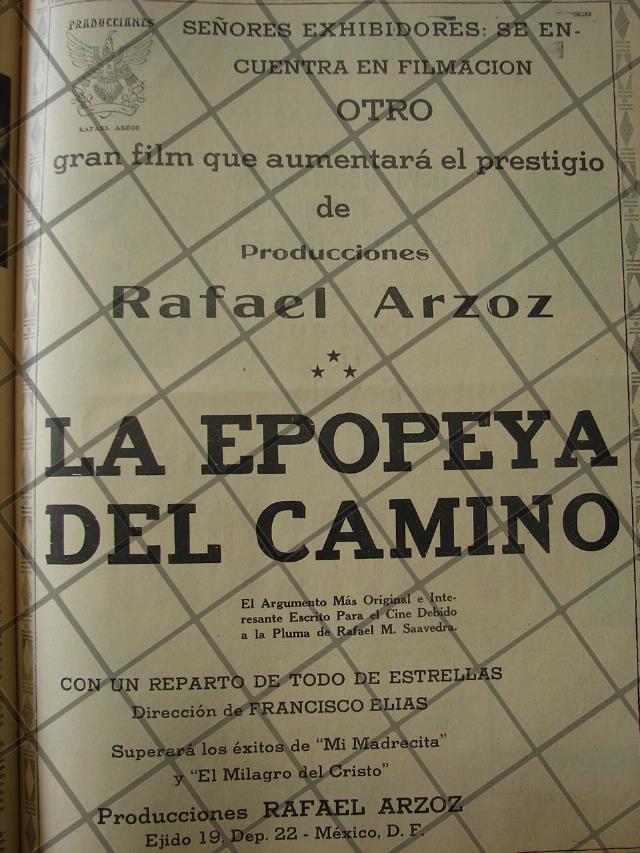 PRODUCCIONES
RAFAEL ARZOZ
SEÑORES EXHIBIDORES: SE EN-
CUENTRA EN FILMACION
OTRO
gran film que aumentará el prestigio
de
Producciones
Rafael Arzoz
LA EPOPEYA
DEL CAMINO
El Argumento Más Original e Inte-
resante Escrito Para el Cine Debido
a la Pluma de Rafael M. Saavedra.
CON UN REPARTO DE TODO DE ESTRELLAS
Dirección de FRANCISCO ELIAS
Superará los éxitos de "Mi Madrecita"
y "El Milagro del Cristo"
Producciones RAFAEL ARZOZ
Ejido 19, Dep. 22 - México, D. F.